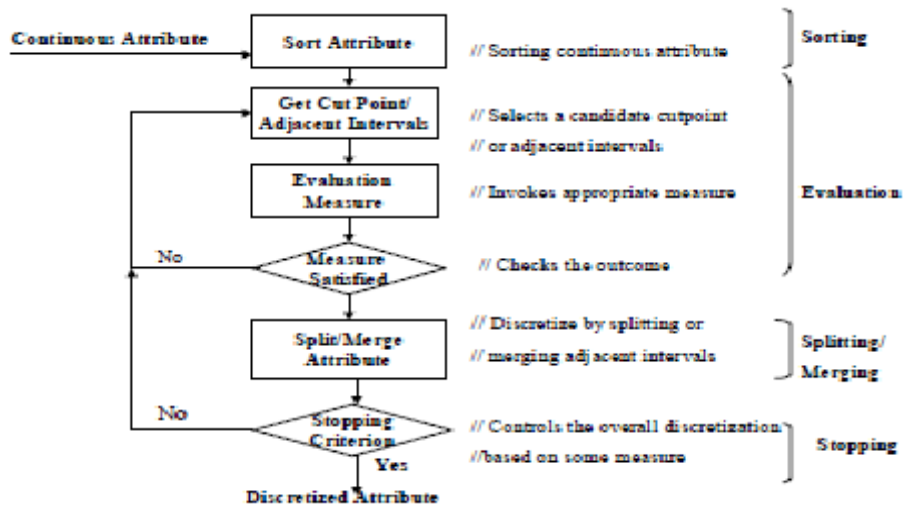 Continuous Attribute
Sort Attribute
// Sorting continuous attribute
Sorting
Get Cut Point/
Adjacent Intervals
// Selects a candidate cutpoint
// or adjacent intervals
Evaluation
Measure
// Invokes appropriate measure
Evaluation
No
Measure
Satisfied
// Checks the outcome
Split/Merge
Attribute
// Discretize by splitting or
// merging adjacent intervals
Splitting/
Merging
No
Stopping
Criterion
// Controls the overall discretization
//based on some measure
Stopping
Yes
Discretized Attribute